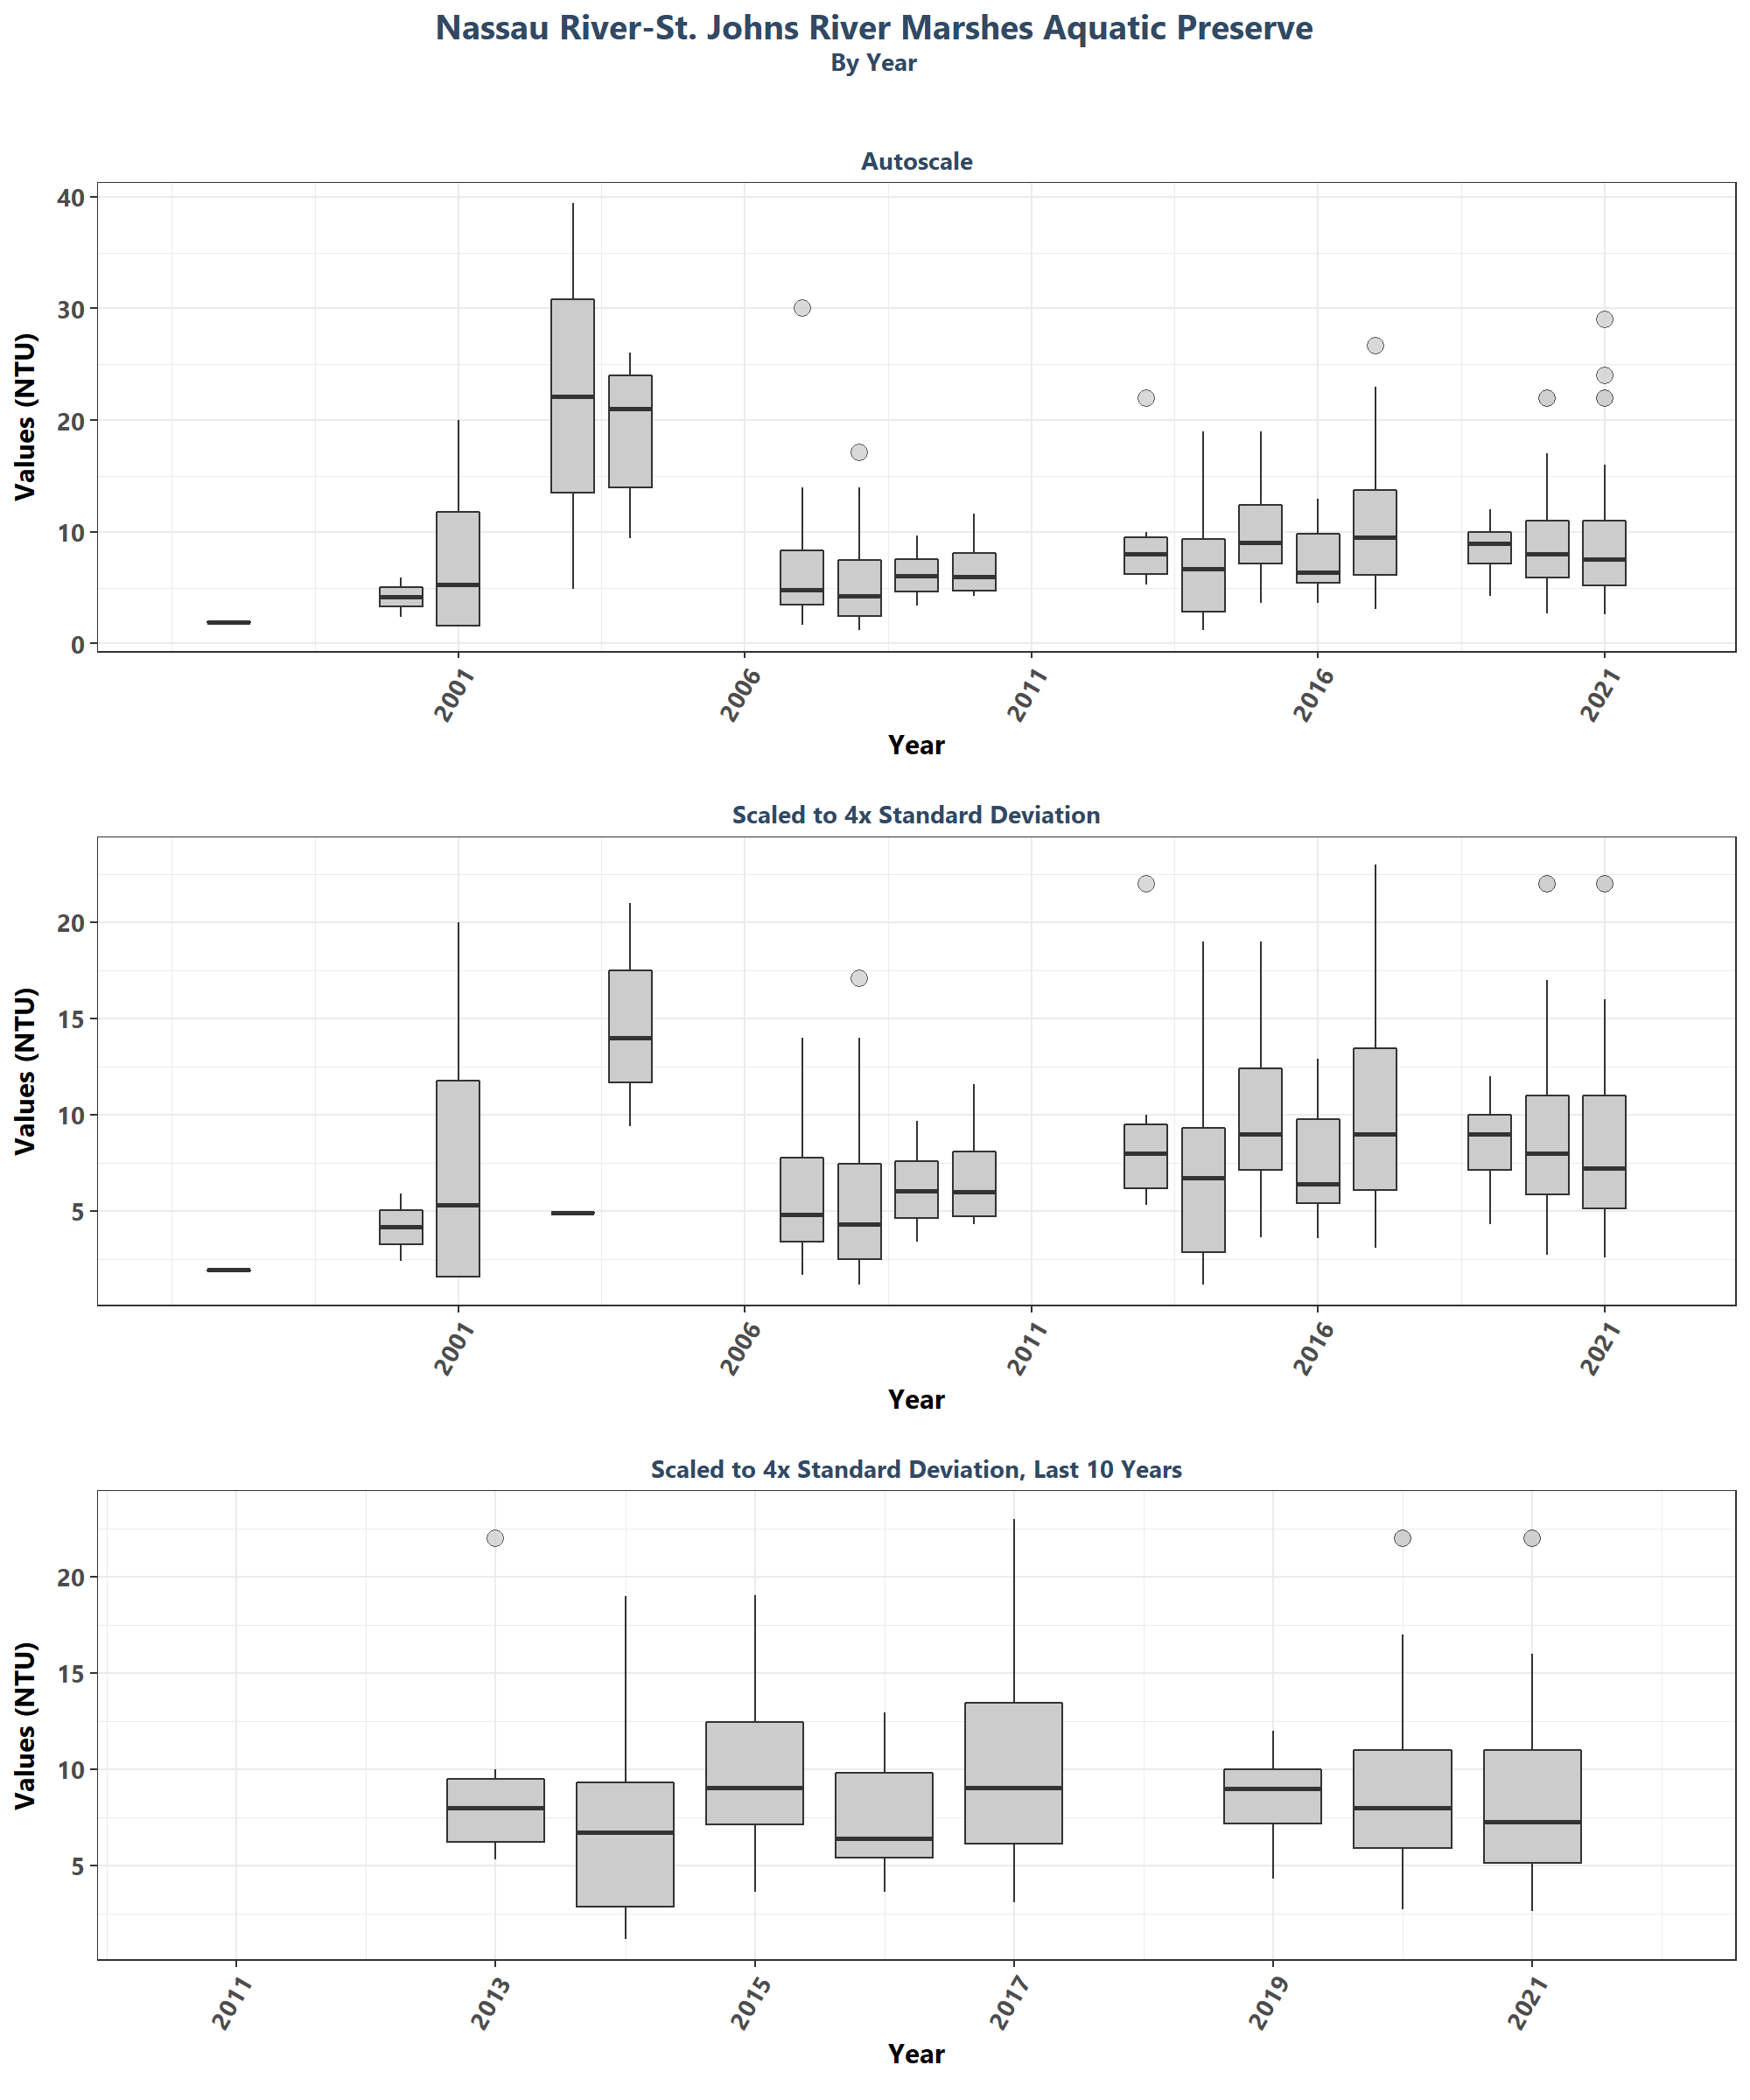 Nassau River-St. Johns River Marshes Aquatic Preserve
By Year
Autoscale
Values (NTU)
40
30
20
10
0
2001
2006
2011
2016
2021
Year
Scaled to 4x Standard Deviation
Values (NTU)
20
15
10
5
2001
2006
2011
2016
2021
Year
Scaled to 4x Standard Deviation, Last 10 Years
Values (NTU)
20
15
10
5
2011
2013
2015
2017
2019
2021
Year